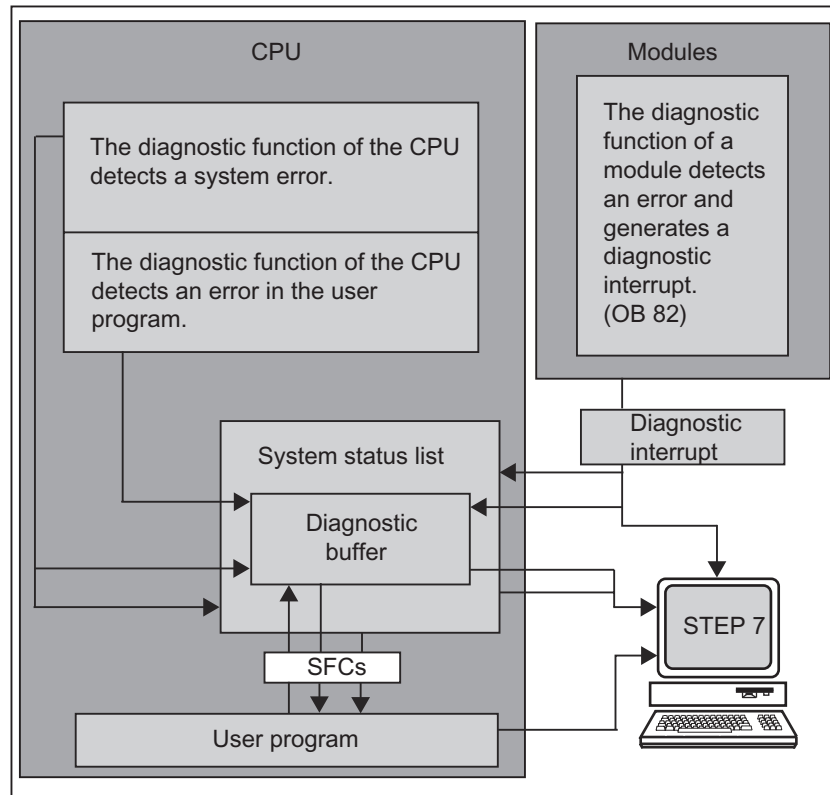 CPU
The diagnostic function of the CPU
detects a system error.
The diagnostic function of the CPU
detects an error in the user
program.
System status list
Diagnostic
buffer
SFCs
User program
Modules
The diagnostic
function of a
module detects
an error and
generates a
diagnostic
interrupt.
(OB 82)
Diagnostic
interrupt
STEP 7